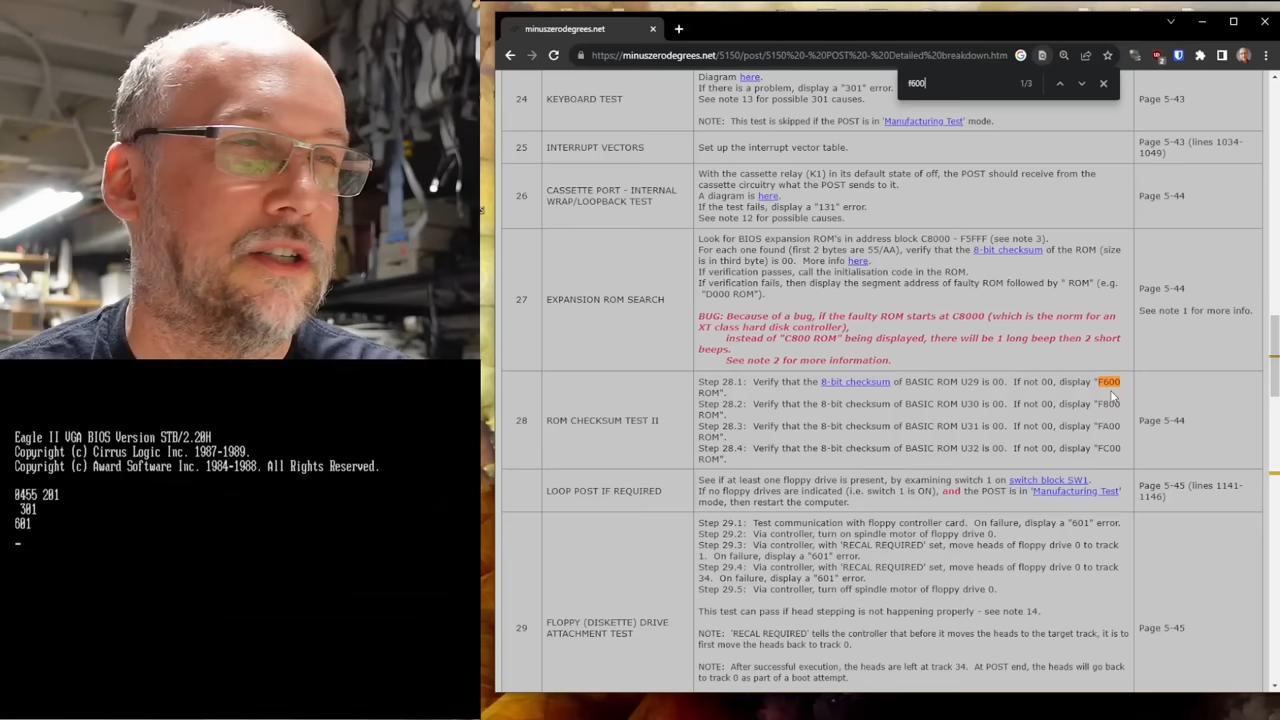 minuszerodegrees.net
https://minuszerodegrees.net/5150/post/5150%20-%20POST%20-%20Detailed%20breakdown.htm
f600
1/3
Diagram here.
If there is a problem, display a "301" error.
24
KEYBOARD TEST
See note 13 for possible 301 causes.
Page 5-43
NOTE: This test is skipped if the POST is in 'Manufacturing Test' mode.
25
INTERRUPT VECTORS
Set up the interrupt vector table.
Page 5-43 (lines 1034-
1049)
26
CASSETTE PORT - INTERNAL
WRAP/LOOPBACK TEST
With the cassette relay (K1) in its default state of off, the POST should receive from the
cassette circuitry what the POST sends to it.
A diagram is here.
If the test fails, display a "131" error.
See note 12 for possible causes.
Page 5-44
27
EXPANSION ROM SEARCH
Look for BIOS expansion ROM's in address block C8000 - F5FFF (see note 3).
For each one found (first 2 bytes are 55/AA), verify that the 8-bit checksum of the ROM (size
is in third byte) is 00. More info here.
If verification passes, call the initialisation code in the ROM.
If verification fails, then display the segment address of faulty ROM followed by " ROM" (e.g.
"D000 ROM").
BUG: Because of a bug, if the faulty ROM starts at C8000 (which is the norm for an
XT class hard disk controller),
instead of "C800 ROM" being displayed, there will be 1 long beep then 2 short
beeps.
See note 2 for more information.
Page 5-44
See note 1 for more info.
28
ROM CHECKSUM TEST II
Step 28.1: Verify that the 8-bit checksum of BASIC ROM U29 is 00. If not 00, display "F600
ROM".
Step 28.2: Verify that the 8-bit checksum of BASIC ROM U30 is 00. If not 00, display "F800
ROM".
Step 28.3: Verify that the 8-bit checksum of BASIC ROM U31 is 00. If not 00, display "FA00
ROM".
Step 28.4: Verify that the 8-bit checksum of BASIC ROM U32 is 00. If not 00, display "FC00
ROM".
Page 5-44
LOOP POST IF REQUIRED
See if at least one floppy drive is present, by examining switch 1 on switch block SW1.
If no floppy drives are indicated (i.e. switch 1 is ON), and the POST is in 'Manufacturing Test'
mode, then restart the computer.
Page 5-45 (lines 1141-
1146)
29
FLOPPY (DISKETTE) DRIVE
ATTACHMENT TEST
Step 29.1: Test communication with floppy controller card. On failure, display a "601" error.
Step 29.2: Via controller, turn on spindle motor of floppy drive 0.
Step 29.3: Via controller, with 'RECAL REQUIRED' set, move heads of floppy drive 0 to track
1. On failure, display a "601" error.
Step 29.4: Via controller, with 'RECAL REQUIRED' set, move heads of floppy drive 0 to track
34. On failure, display a "601" error.
Step 29.5: Via controller, turn off spindle motor of floppy drive 0.
This test can pass if head stepping is not happening properly - see note 14.
NOTE: 'RECAL REQUIRED' tells the controller that before it moves the heads to the target track, it is to
first move the heads back to track 0.
NOTE: After successful execution, the heads are left at track 34. At POST end, the heads will go back
to track 0 as part of a boot attempt.
Page 5-45
Eagle II VGA BIOS Version STB/2.20H
Copyright (c) Cirrus Logic Inc. 1987-1989.
Copyright (c) Award Software Inc. 1984-1988. All Rights Reserved.
0455 201
301
601